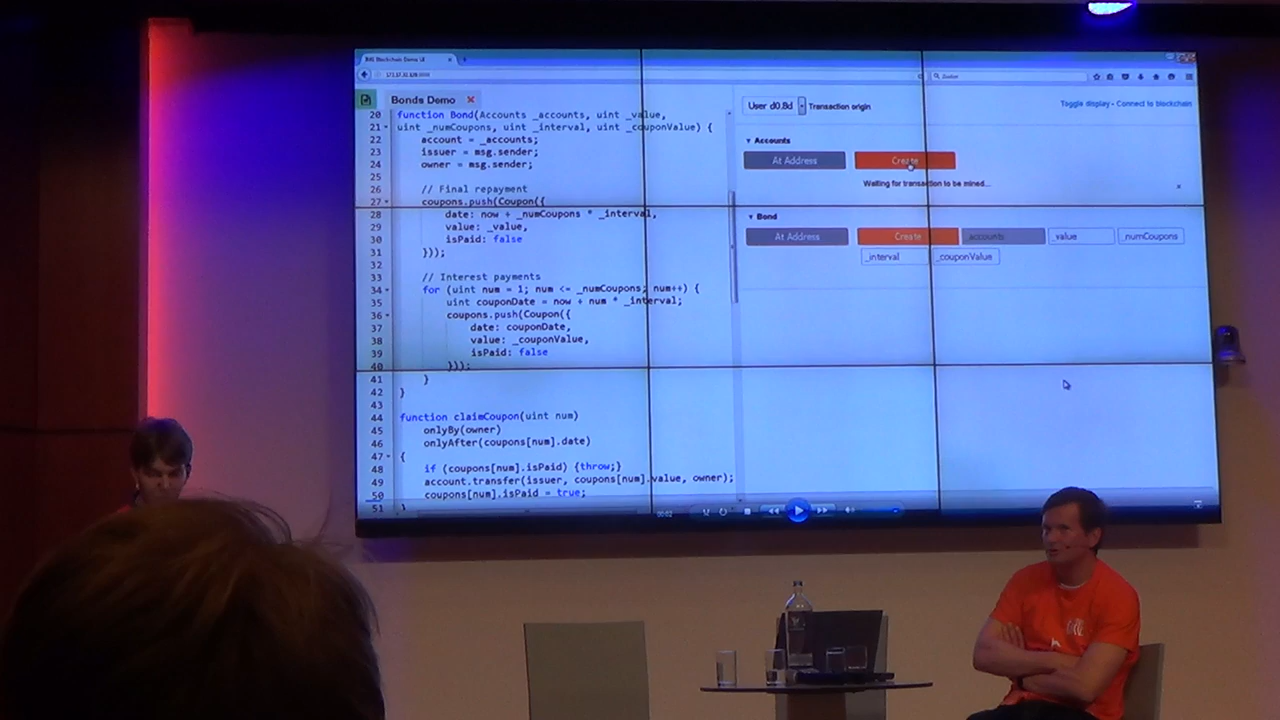 ING Blockchain Demo UI
Zoeken
Bonds Demo
User d0.8d Transaction origin
Toggle display - Connect to blockchain
20 function Bond(Accounts _accounts, uint _value,
21 uint _numCoupons, uint _interval, uint _couponValue) {
22 account = _accounts;
23 issuer = msg.sender;
24 owner = msg.sender;
25
26 // Final repayment
27 coupons.push(Coupon({
28 date: now + _numCoupons * _interval,
29 value: _value,
30 isPaid: false
31 }));
32
33 // Interest payments
34 for (uint num = 1; num <= _numCoupons; num++) {
35 uint couponDate = now + num * _interval;
36 coupons.push(Coupon({
37 date: couponDate,
38 value: _couponValue,
39 isPaid: false
40 }));
41 }
42 }
43
44 function claimCoupon(uint num)
45 onlyBy(owner)
46 onlyAfter(coupons[num].date)
47 {
48 if (coupons[num].isPaid) {throw;}
49 account.transfer(issuer, coupons[num].value, owner);
50 coupons[num].isPaid = true;
51 }
Accounts
At Address Create
Waiting for transaction to be mined...
Bond
At Address Create _accounts _value _numCoupons
_interval _couponValue
00:02